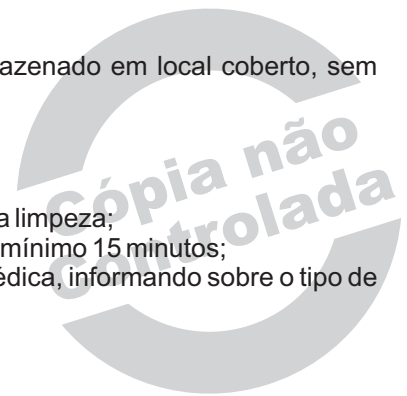 azenado em local coberto, sem
Cópia não
Controlada
a limpeza;
mínimo 15 minutos;
édica, informando sobre o tipo de